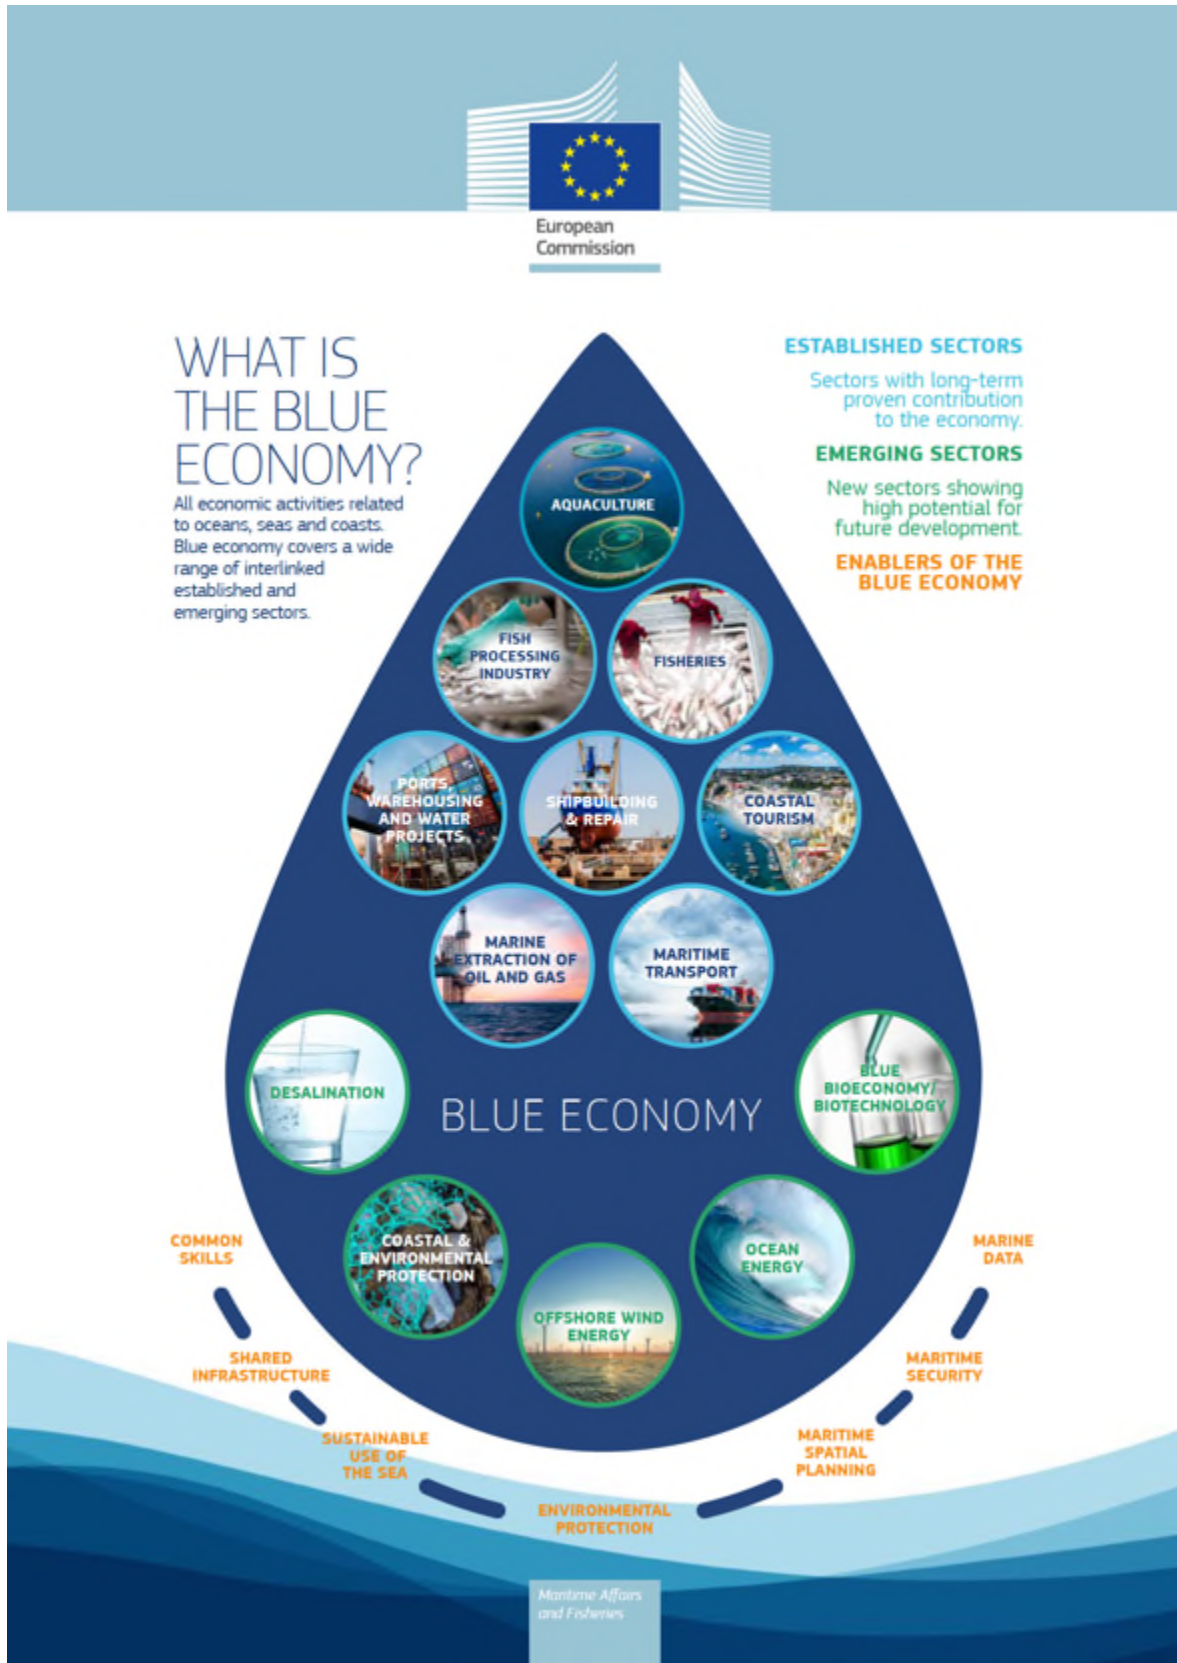 European
Commission
WHAT IS
THE BLUE
ECONOMY?
All economic activities related
to oceans, seas and coasts.
Blue economy covers a wide
range of interlinked
established and
emerging sectors.
ESTABLISHED SECTORS
Sectors with long-term
proven contribution
to the economy.
EMERGING SECTORS
New sectors showing
high potential for
future development.
ENABLERS OF THE
BLUE ECONOMY
AQUACULTURE
FISH
PROCESSING
INDUSTRY
FISHERIES
PORTS,
WAREHOUSING
AND WATER
PROJECTS
SHIPBUILDING
& REPAIR
COASTAL
TOURISM
MARINE
EXTRACTION OF
OIL AND GAS
MARITIME
TRANSPORT
DESALINATION
BLUE ECONOMY
BLUE
BIOECONOMY/
BIOTECHNOLOGY
COASTAL &
ENVIRONMENTAL
PROTECTION
OFFSHORE WIND
ENERGY
OCEAN
ENERGY
COMMON
SKILLS
SHARED
INFRASTRUCTURE
SUSTAINABLE
USE OF
THE SEA
ENVIRONMENTAL
PROTECTION
MARITIME
SPATIAL
PLANNING
MARITIME
SECURITY
MARINE
DATA
Maritime Affairs
and Fisheries